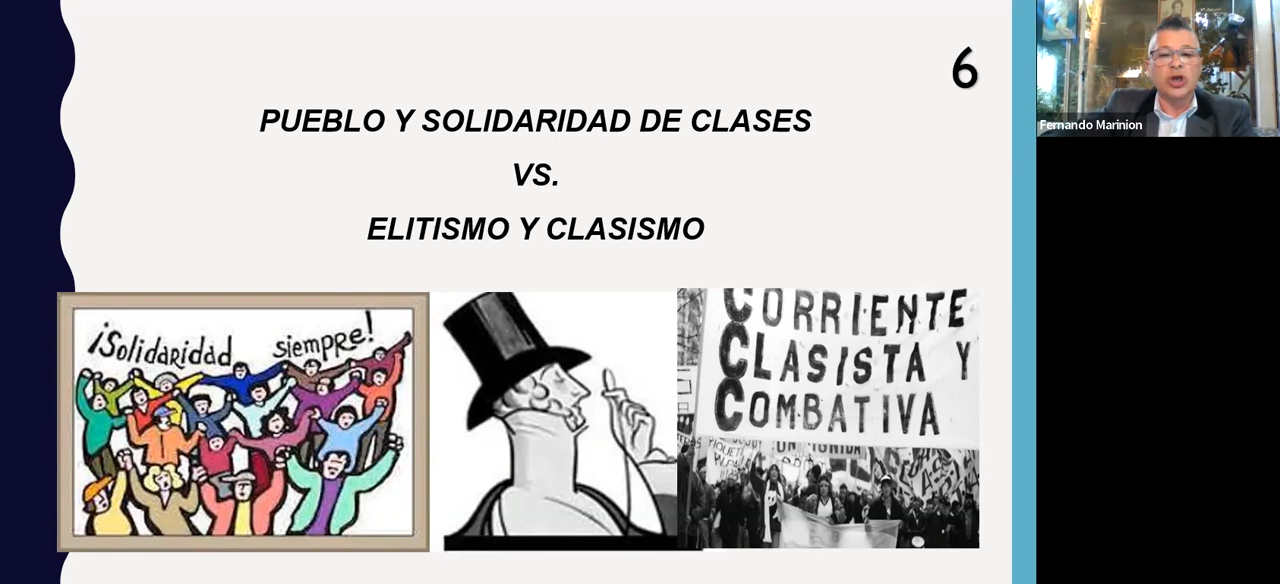 6
PUEBLO Y SOLIDARIDAD DE CLASES
VS.
ELITISMO Y CLASISMO
¡Solidaridad siempre!
CORRIENTE
CLASISTA Y
COMBATIVA
Fernando Marinion